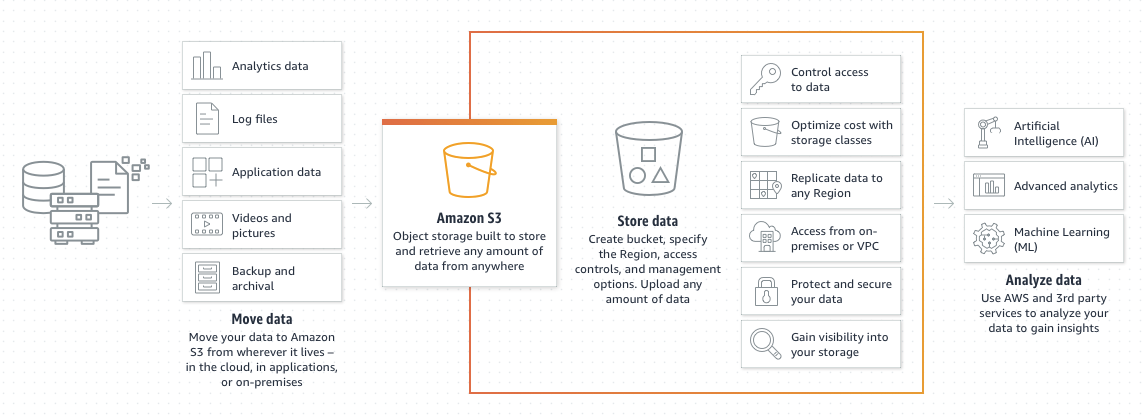 Analytics data
Log files
Application data
Videos and
pictures
Backup and
archival
Move data
Move your data to Amazon
S3 from wherever it lives –
in the cloud, in applications,
or on-premises
Amazon S3
Object storage built to store
and retrieve any amount of
data from anywhere
Store data
Create bucket, specify
the Region, access
controls, and management
options. Upload any
amount of data
Control access
to data
Optimize cost with
storage classes
Replicate data to
any Region
Access from on-
premises or VPC
Protect and secure
your data
Gain visibility into
your storage
Artificial
Intelligence (AI)
Advanced analytics
Machine Learning
(ML)
Analyze data
Use AWS and 3rd party
services to analyze your
data to gain insights